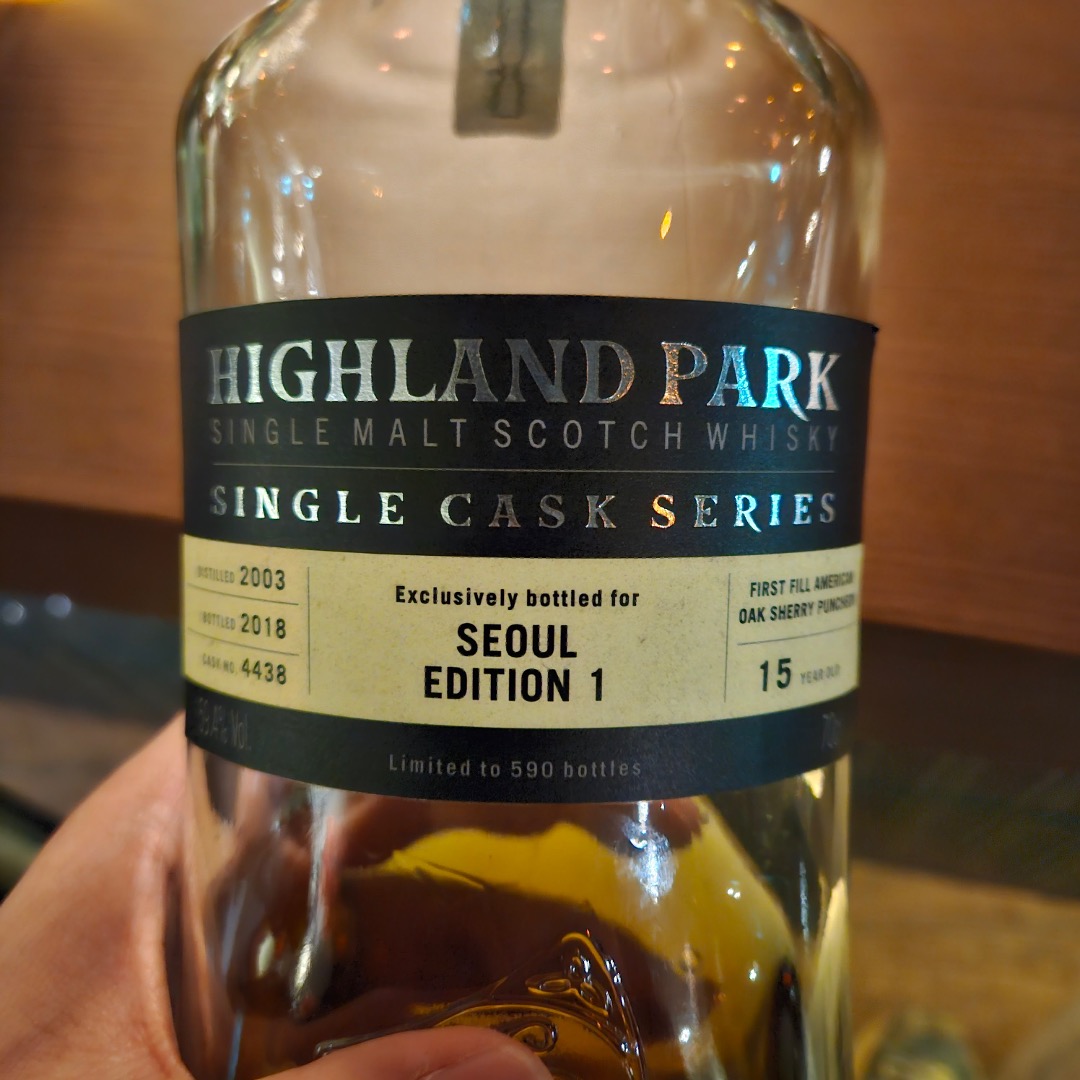 HIGHLAND PARK
SINGLE MALT SCOTCH WHISKY
SINGLE CASK SERIES
DISTILLED 2003
BOTTLED 2018
CASK NO. 4438
Exclusively bottled for
SEOUL
EDITION 1
FIRST FILL AMERICAN
OAK SHERRY PUNCHEON
15 YEAR OLD
Vol.
Limited to 590 bottles